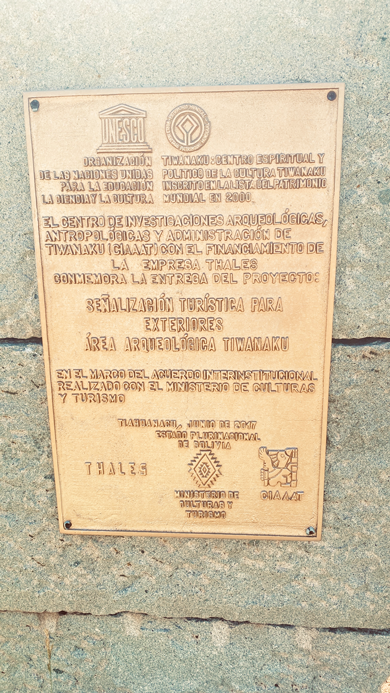 UNESCO
ORGANIZACIÓN
DE LAS NACIONES UNIDAS
PARA LA EDUCACIÓN
LA CIENCIA Y LA CULTURA
TIWANAKU: CENTRO ESPIRITUAL Y
POLÍTICO DE LA CULTURA TIWANAKU
INSCRITO EN LA LISTA DEL PATRIMONIO
MUNDIAL EN 2000.
EL CENTRO DE INVESTIGACIONES ARQUEOLÓGICAS,
ANTROPOLÓGICAS Y ADMINISTRACIÓN DE
TIWANAKU (CIAAAT) CON EL FINANCIAMIENTO DE
LA EMPRESA THALES
CONMEMORA LA ENTREGA DEL PROYECTO:
SEÑALIZACIÓN TURÍSTICA PARA
EXTERIORES
ÁREA ARQUEOLÓGICA TIWANAKU
EN EL MARCO DEL ACUERDO INTERINSTITUCIONAL
REALIZADO CON EL MINISTERIO DE CULTURAS
Y TURISMO
TIAHUANACU, JUNIO DE 2017
ESTADO PLURINACIONAL
DE BOLIVIA
THALES
MINISTERIO DE
CULTURAS Y
TURISMO
CIAAAT